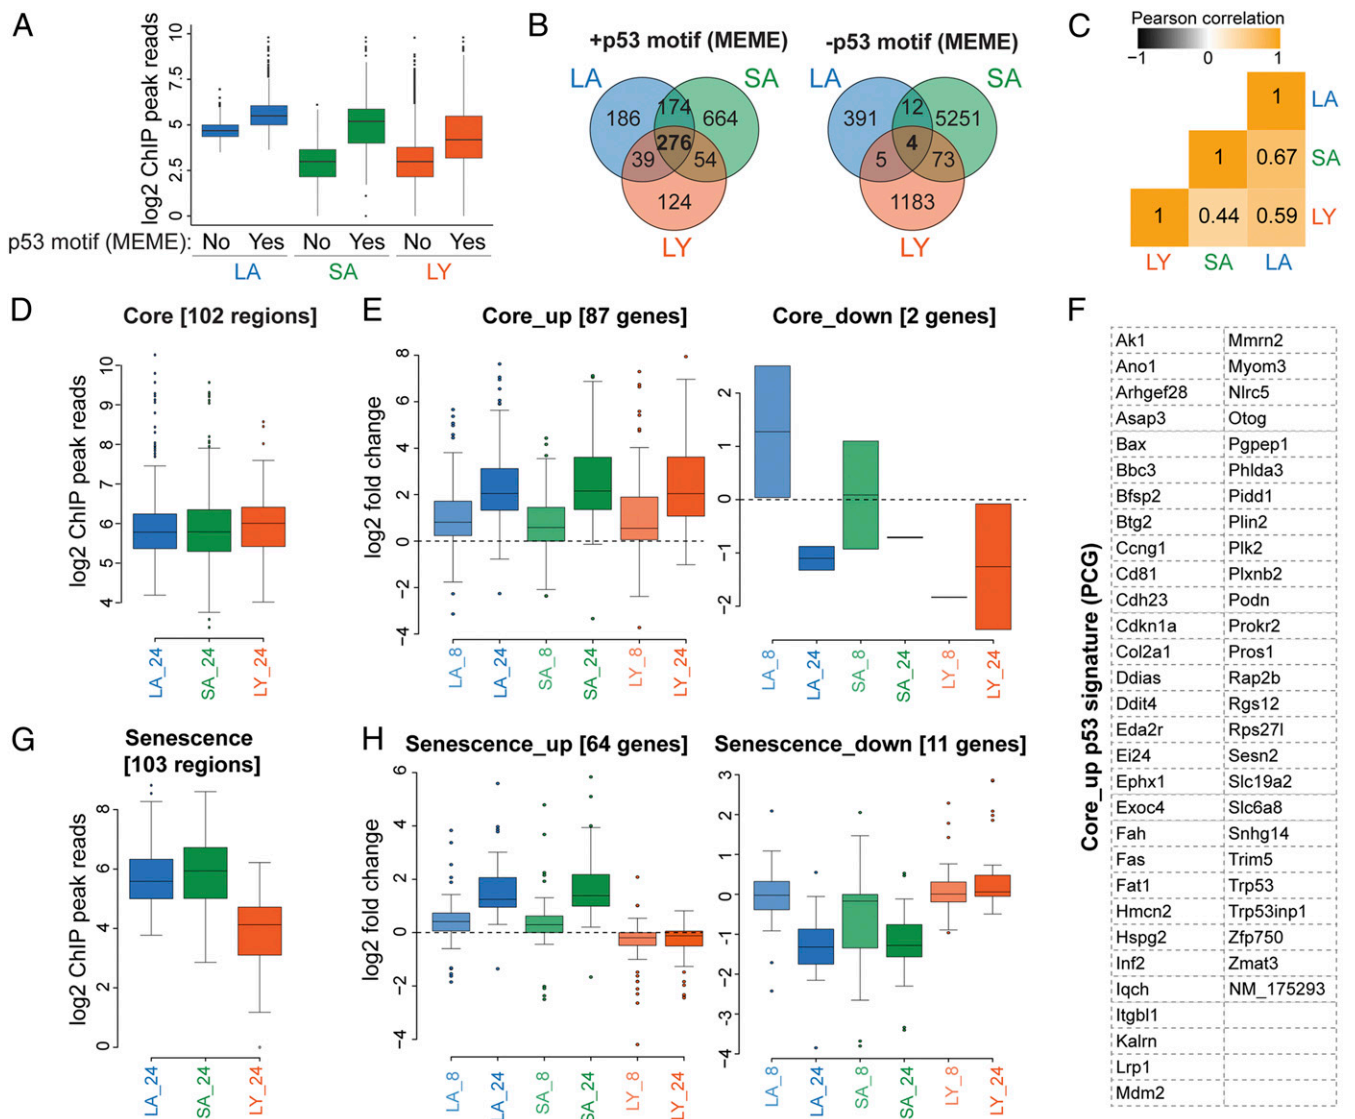 A
log2 ChIP peak reads
10
7.5
5
2.5
0
p53 motif (MEME):
No Yes No Yes No Yes
LA SA LY
B
+p53 motif (MEME)
LA
SA
186
174
664
276
39
54
124
LY
-p53 motif (MEME)
LA
SA
391
12
5251
4
5
73
1183
LY
C
Pearson correlation
−1 0 1
1 LA
1 0.67 SA
1 0.44 0.59 LY
LY SA LA
D
Core [102 regions]
log2 ChIP peak reads
10
9
8
7
6
5
4
LA_24
SA_24
LY_24
E
Core_up [87 genes]
log2 fold change
8
6
4
2
0
−2
−4
LA_8
LA_24
SA_8
SA_24
LY_8
LY_24
Core_down [2 genes]
2
1
0
−1
−2
LA_8
LA_24
SA_8
SA_24
LY_8
LY_24
F
Core_up p53 signature (PCG)
Ak1 Mmrn2
Ano1 Myom3
Arhgef28 Nlrc5
Asap3 Otog
Bax Pgpep1
Bbc3 Phlda3
Bfsp2 Pidd1
Btg2 Plin2
Ccng1 Plk2
Cd81 Plxnb2
Cdh23 Podn
Cdkn1a Prokr2
Col2a1 Pros1
Ddias Rap2b
Ddit4 Rgs12
Eda2r Rps27l
Ei24 Sesn2
Ephx1 Slc19a2
Exoc4 Slc6a8
Fah Snhg14
Fas Trim5
Fat1 Trp53
Hmcn2 Trp53inp1
Hspg2 Zfp750
Inf2 Zmat3
Iqch NM_175293
Itgbl1
Kalrn
Lrp1
Mdm2
G
Senescence
[103 regions]
log2 ChIP peak reads
8
6
4
2
0
LA_24
SA_24
LY_24
H
Senescence_up [64 genes]
log2 fold change
6
4
2
0
−2
−4
LA_8
LA_24
SA_8
SA_24
LY_8
LY_24
Senescence_down [11 genes]
3
2
1
0
−1
−2
−3
−4
LA_8
LA_24
SA_8
SA_24
LY_8
LY_24